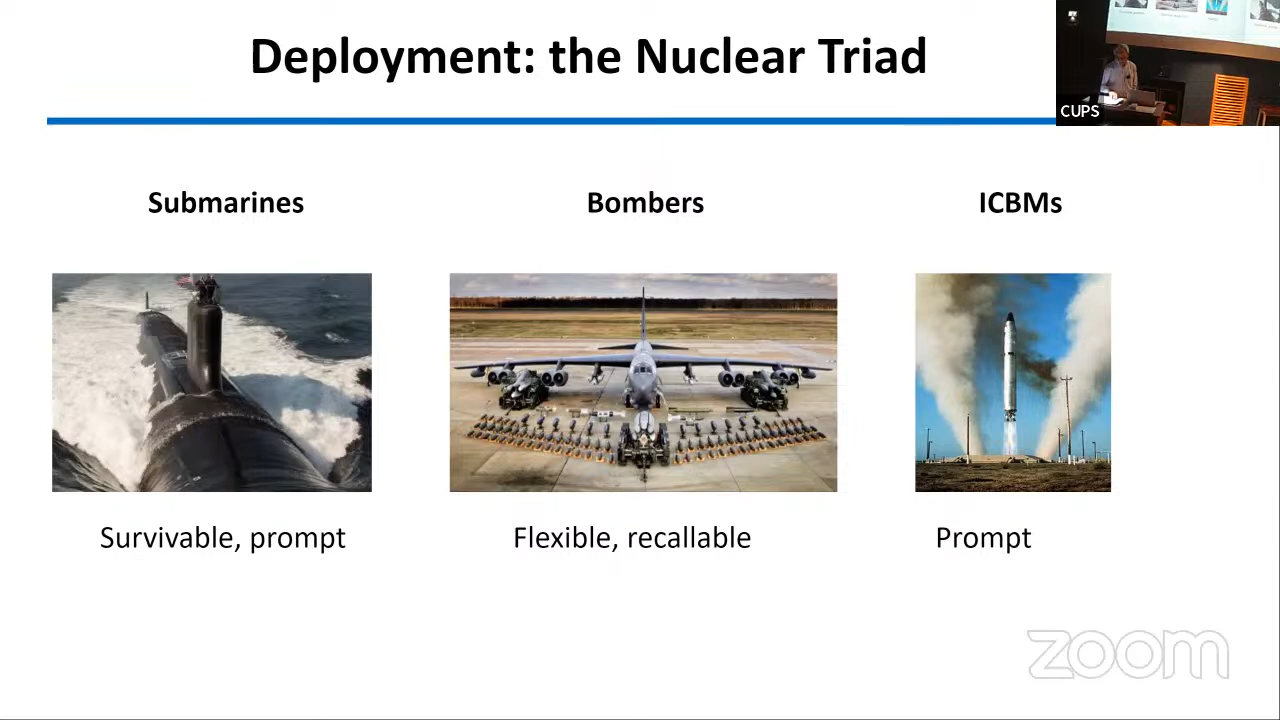 Deployment: the Nuclear Triad
CUPS
Submarines
Bombers
ICBMs
Survivable, prompt
Flexible, recallable
Prompt
zoom